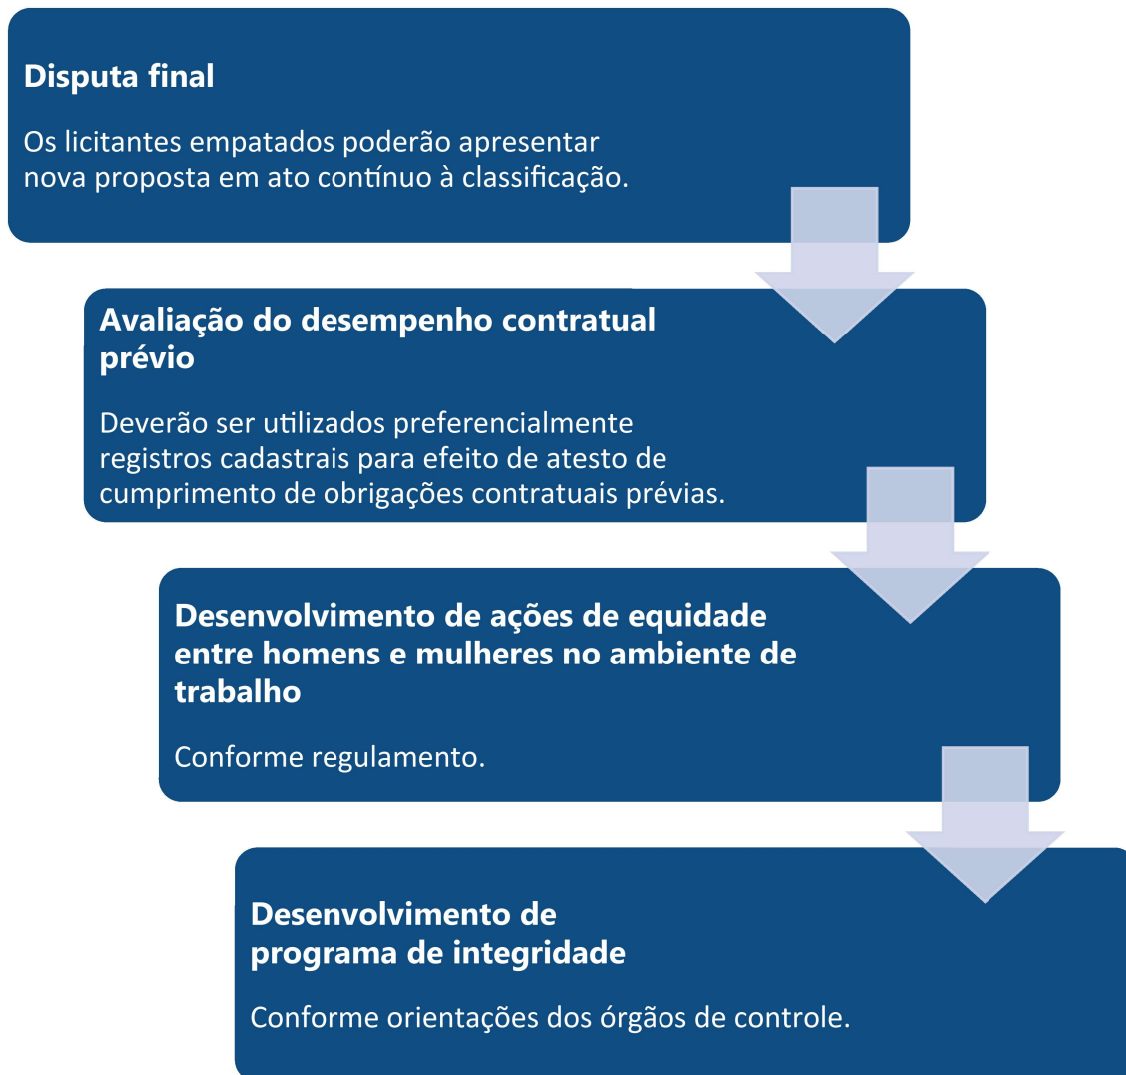 Disputa final
Os licitantes empatados poderão apresentar
nova proposta em ato contínuo à classificação.
Avaliação do desempenho contratual
prévio
Deverão ser utilizados preferencialmente
registros cadastrais para efeito de atesto de
cumprimento de obrigações contratuais prévias.
Desenvolvimento de ações de equidade
entre homens e mulheres no ambiente de
trabalho
Conforme regulamento.
Desenvolvimento de
programa de integridade
Conforme orientações dos órgãos de controle.